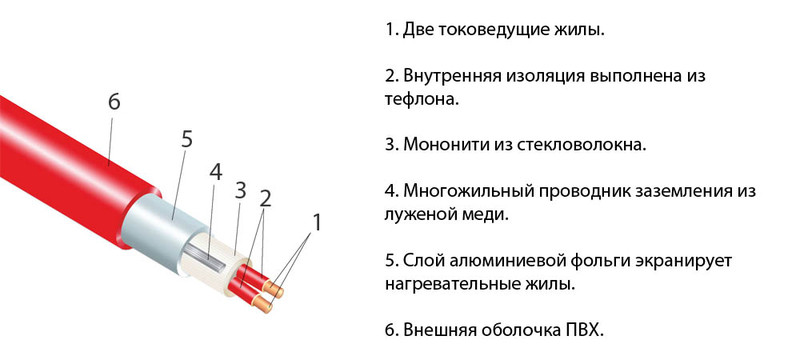 6
5
4
3
2
1
1. Две токоведущие жилы.
2. Внутренняя изоляция выполнена из
тефлона.
3. Мононити из стекловолокна.
4. Многожильный проводник заземления из
луженой меди.
5. Слой алюминиевой фольги экранирует
нагревательные жилы.
6. Внешняя оболочка ПВХ.